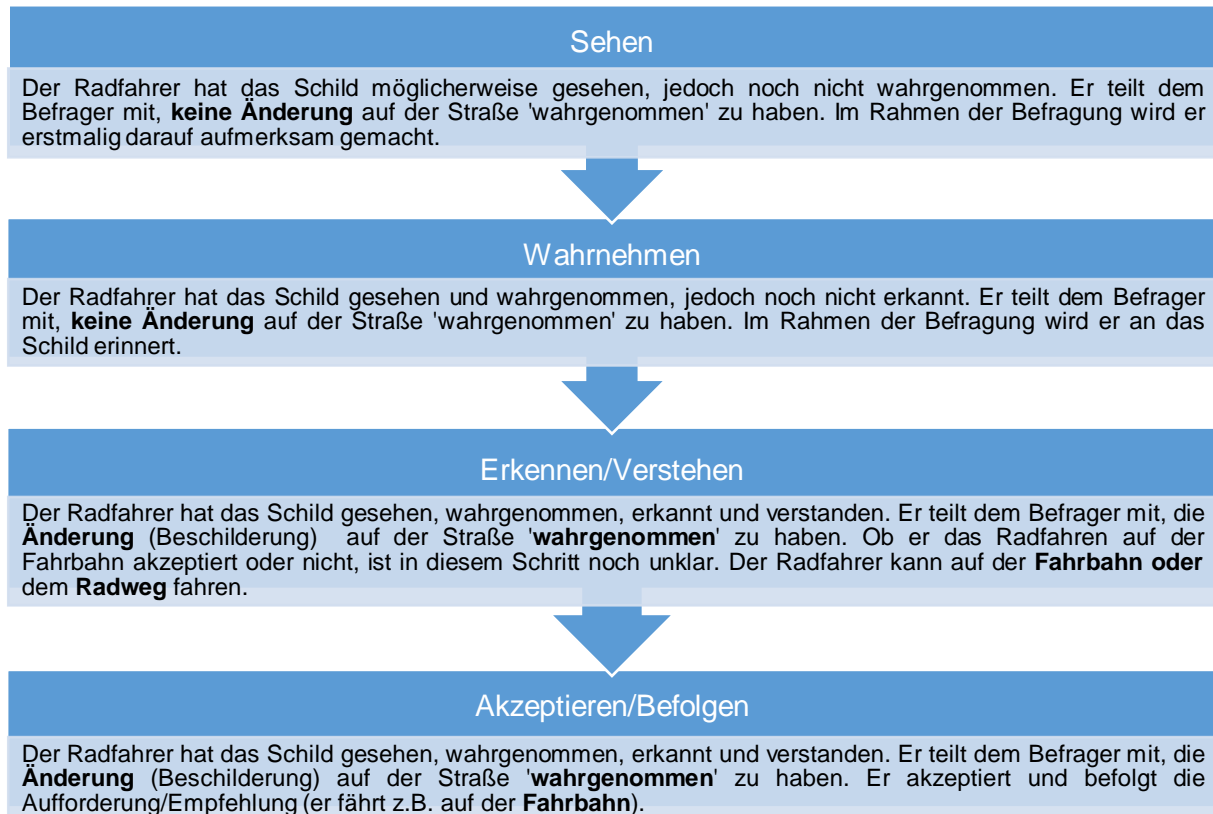 Sehen
Der Radfahrer hat das Schild möglicherweise gesehen, jedoch noch nicht wahrgenommen. Er teilt dem
Befrager mit, keine Änderung auf der Straße 'wahrgenommen' zu haben. Im Rahmen der Befragung wird er
erstmalig darauf aufmerksam gemacht.
Wahrnehmen
Der Radfahrer hat das Schild gesehen und wahrgenommen, jedoch noch nicht erkannt. Er teilt dem Befrager
mit, keine Änderung auf der Straße 'wahrgenommen' zu haben. Im Rahmen der Befragung wird er an das
Schild erinnert.
Erkennen/Verstehen
Der Radfahrer hat das Schild gesehen, wahrgenommen, erkannt und verstanden. Er teilt dem Befrager mit, die
Änderung (Beschilderung) auf der Straße 'wahrgenommen' zu haben. Ob er das Radfahren auf der
Fahrbahn akzeptiert oder nicht, ist in diesem Schritt noch unklar. Der Radfahrer kann auf der Fahrbahn oder
dem Radweg fahren.
Akzeptieren/Befolgen
Der Radfahrer hat das Schild gesehen, wahrgenommen, erkannt und verstanden. Er teilt dem Befrager mit, die
Änderung (Beschilderung) auf der Straße 'wahrgenommen' zu haben. Er akzeptiert und befolgt die
Aufforderung/Empfehlung (er fährt z.B. auf der Fahrbahn).